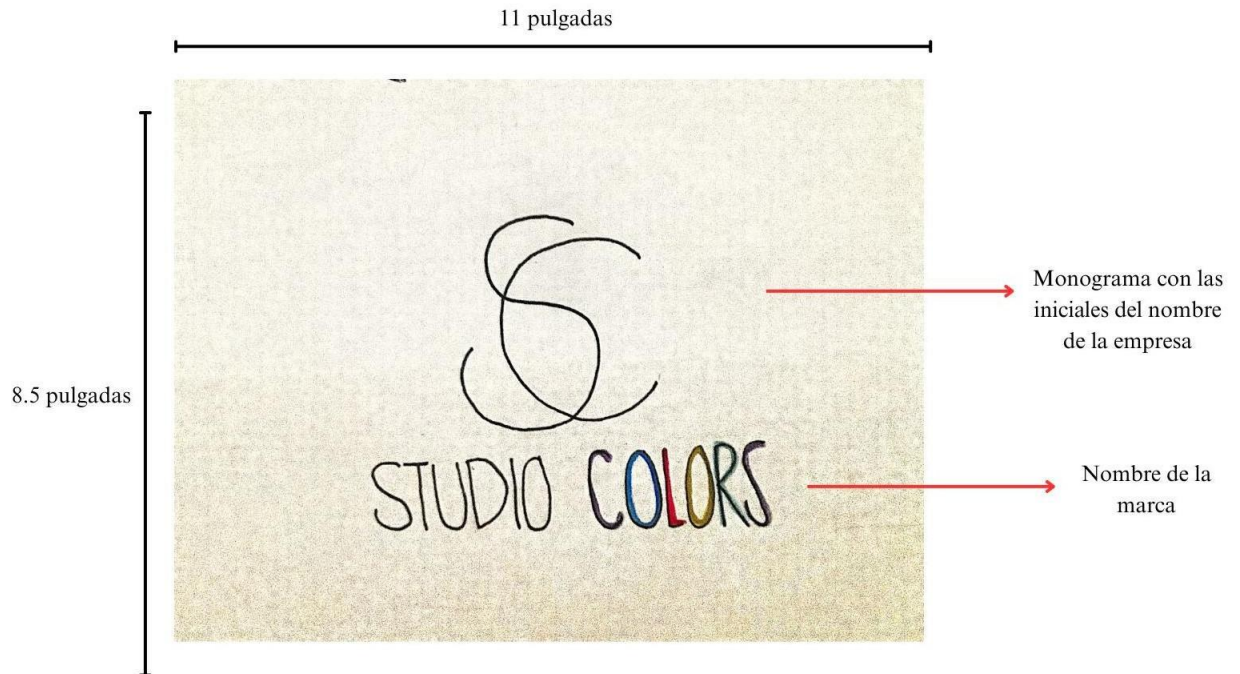 11 pulgadas
8.5 pulgadas
SC
STUDIO COLORS
Monograma con las
iniciales del nombre
de la empresa
Nombre de la
marca